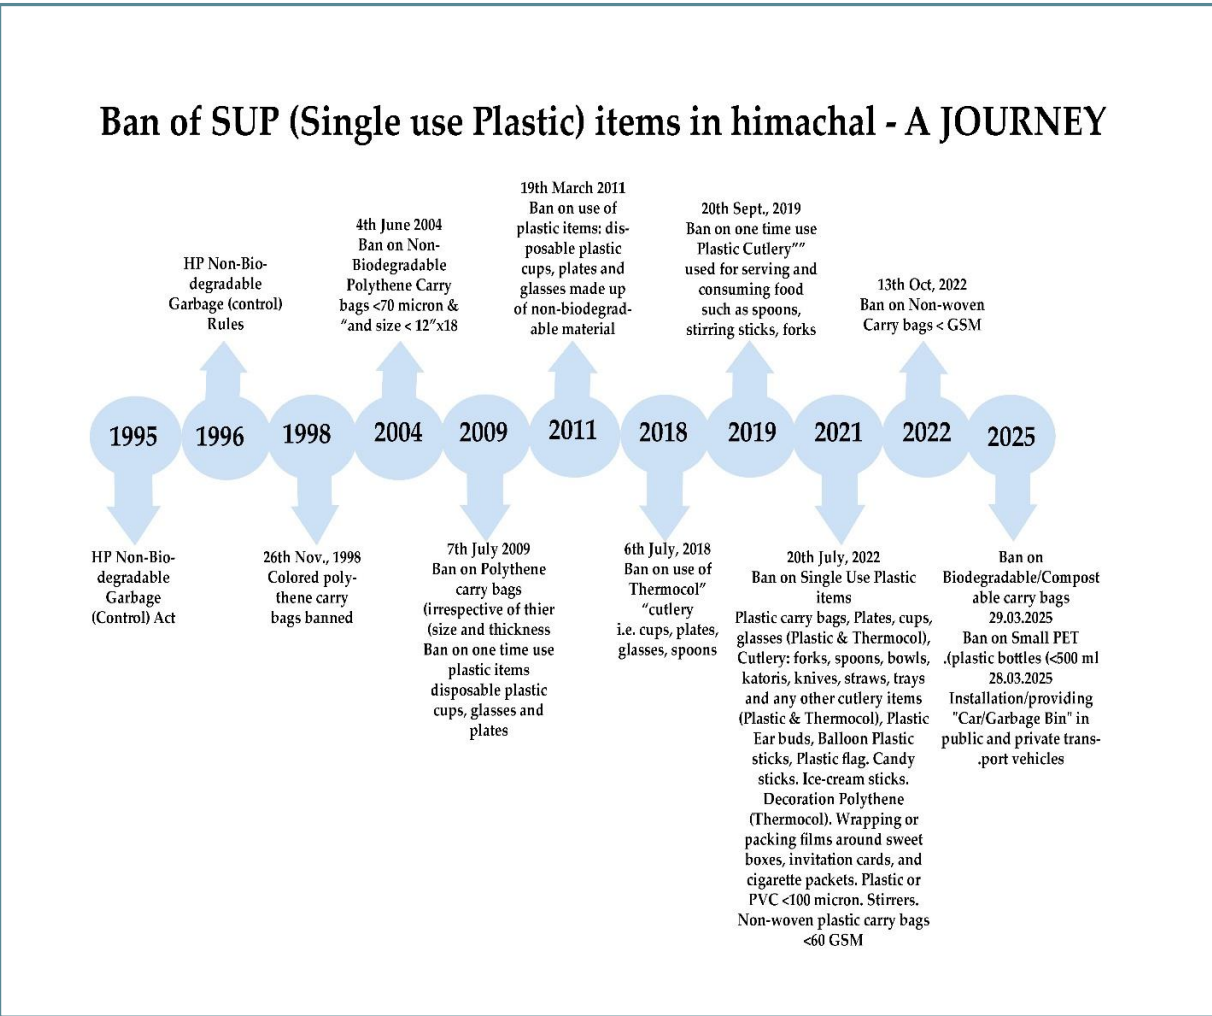 Ban of SUP (Single use Plastic) items in himachal - A JOURNEY
HP Non-Bio-
degradable
Garbage (control)
Rules
4th June 2004
Ban on Non-
Biodegradable
Polythene Carry
bags <70 micron &
“and size < 12”x18
19th March 2011
Ban on use of
plastic items: dis-
posable plastic
cups, plates and
glasses made up
of non-biodegrad-
able material
20th Sept., 2019
Ban on one time use
Plastic Cutlery””
used for serving and
consuming food
such as spoons,
stirring sticks, forks
13th Oct, 2022
Ban on Non-woven
Carry bags < GSM
1995 1996 1998 2004 2009 2011 2018 2019 2021 2022 2025
HP Non-Bio-
degradable
Garbage
(Control) Act
26th Nov., 1998
Colored poly-
thene carry
bags banned
7th July 2009
Ban on Polythene
carry bags
(irrespective of thier
(size and thickness
Ban on one time use
plastic items
disposable plastic
cups, glasses and
plates
6th July, 2018
Ban on use of
Thermocol”
“cutlery
i.e. cups, plates,
glasses, spoons
20th July, 2022
Ban on Single Use Plastic
items
Plastic carry bags, Plates, cups,
glasses (Plastic & Thermocol),
Cutlery: forks, spoons, bowls,
katoris, knives, straws, trays
and any other cutlery items
(Plastic & Thermocol), Plastic
Ear buds, Balloon Plastic
sticks, Plastic flag. Candy
sticks. Ice-cream sticks.
Decoration Polythene
(Thermocol). Wrapping or
packing films around sweet
boxes, invitation cards, and
cigarette packets. Plastic or
PVC <100 micron. Stirrers.
Non-woven plastic carry bags
<60 GSM
Ban on
Biodegradable/Compost
able carry bags
29.03.2025
Ban on Small PET
.(plastic bottles (<500 ml
28.03.2025
Installation/providing
"Car/Garbage Bin" in
public and private trans-
.port vehicles